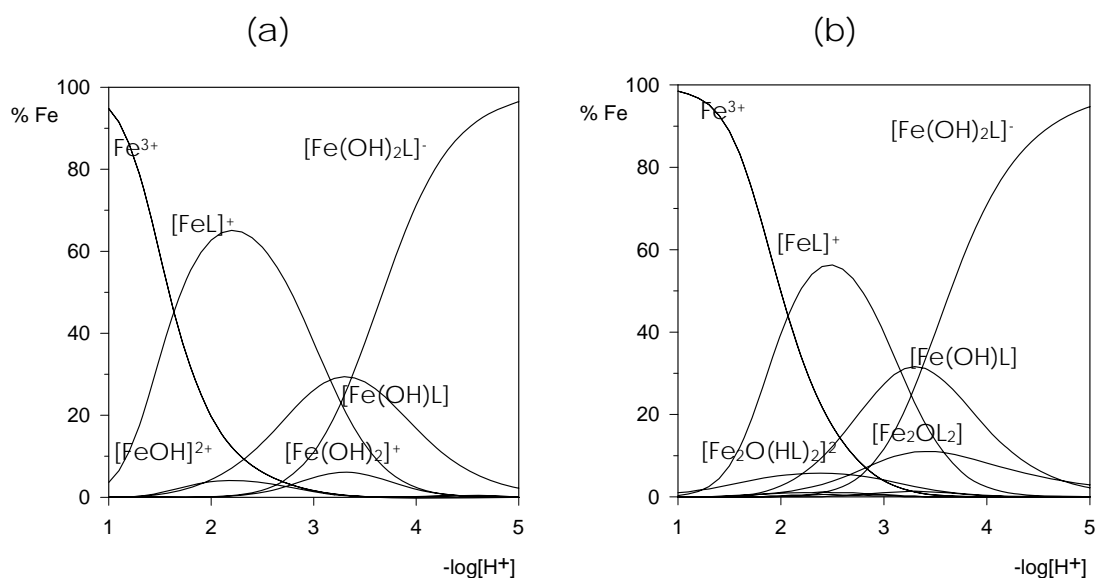 (a)
100
% Fe
Fe³⁺
[Fe(OH)₂L]⁻
80
[FeL]⁺
60
40
[Fe(OH)L]
20
[FeOH]²⁺
[Fe(OH)₂]⁺
0
1 2 3 4 5
-log[H⁺]
(b)
100
% Fe
Fe³⁺
[Fe(OH)₂L]⁻
80
[FeL]⁺
60
40
[Fe(OH)L]
20
[Fe₂OL₂]
[Fe₂O(HL)₂]²
0
1 2 3 4 5
-log[H⁺]